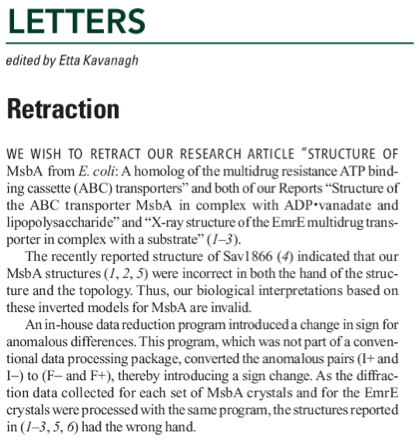 LETTERS
edited by Etta Kavanagh
Retraction
WE WISH TO RETRACT OUR RESEARCH ARTICLE "STRUCTURE OF
MsbA from E. coli: A homolog of the multidrug resistance ATP bind-
ing cassette (ABC) transporters” and both of our Reports “Structure of
the ABC transporter MsbA in complex with ADP•vanadate and
lipopolysaccharide” and “X-ray structure of the EmrE multidrug trans-
porter in complex with a substrate” (1–3).
The recently reported structure of Sav1866 (4) indicated that our
MsbA structures (1, 2, 5) were incorrect in both the hand of the struc-
ture and the topology. Thus, our biological interpretations based on
these inverted models for MsbA are invalid.
An in-house data reduction program introduced a change in sign for
anomalous differences. This program, which was not part of a conven-
tional data processing package, converted the anomalous pairs (I+ and
I–) to (F– and F+), thereby introducing a sign change. As the diffrac-
tion data collected for each set of MsbA crystals and for the EmrE
crystals were processed with the same program, the structures reported
in (1–3, 5, 6) had the wrong hand.